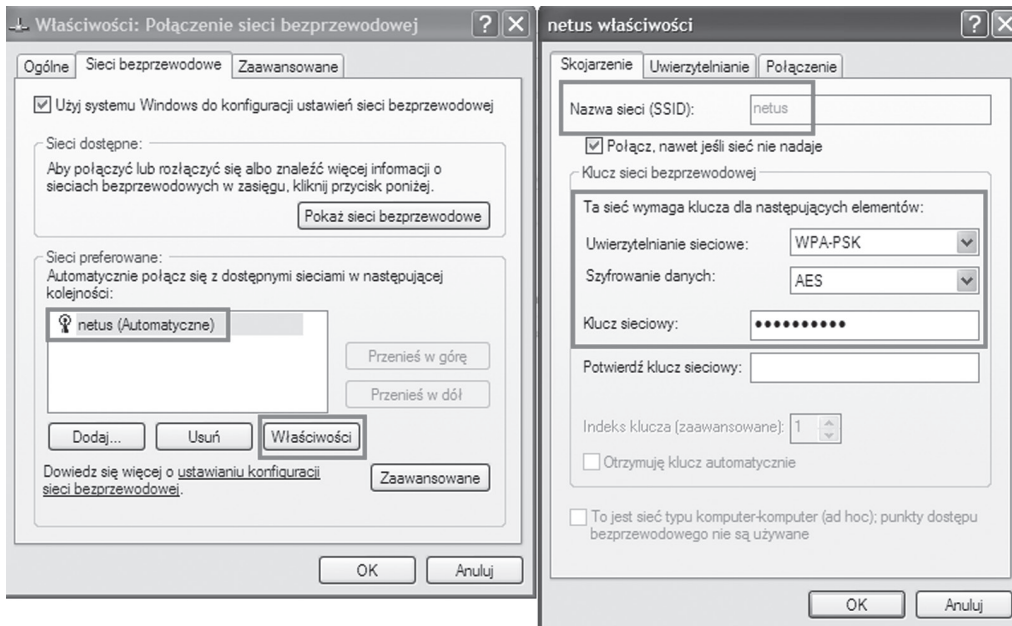 Właściwości: Połączenie sieci bezprzewodowej
Ogólne
Sieci bezprzewodowe
Zaawansowane
Użyj systemu Windows do konfiguracji ustawień sieci bezprzewodowej
Sieci dostępne:
Aby połączyć lub rozłączyć się albo znaleźć więcej informacji o
sieciach bezprzewodowych w zasięgu, kliknij przycisk poniżej.
Pokaż sieci bezprzewodowe
Sieci preferowane:
Automatycznie połącz się z dostępnymi sieciami w następującej
kolejności:
netus (Automatyczne)
Przenieś w górę
Przenieś w dół
Dodaj...
Usuń
Właściwości
Dowiedz się więcej o ustawianiu konfiguracji
sieci bezprzewodowej.
Zaawansowane
OK
Anuluj
netus właściwości
Skojarzenie
Uwierzytelnianie
Połączenie
Nazwa sieci (SSID):
netus
Połącz, nawet jeśli sieć nie nadaje
Klucz sieci bezprzewodowej
Ta sieć wymaga klucza dla następujących elementów:
Uwierzytelnianie sieciowe:
WPA-PSK
Szyfrowanie danych:
AES
Klucz sieciowy:
••••••••••
Potwierdź klucz sieciowy:
Indeks klucza (zaawansowane):
1
Otrzymuję klucz automatycznie
To jest sieć typu komputer-komputer (ad hoc); punkty dostępu
bezprzewodowego nie są używane
OK
Anuluj